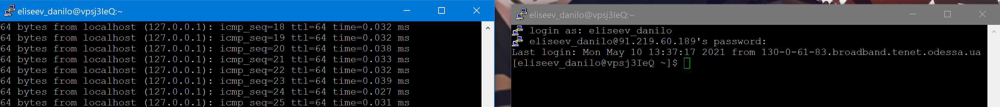 eliseev_danilo@vpsj3IeQ:~
64 bytes from localhost (127.0.0.1): icmp_seq=18 ttl=64 time=0.032 ms
64 bytes from localhost (127.0.0.1): icmp_seq=19 ttl=64 time=0.032 ms
64 bytes from localhost (127.0.0.1): icmp_seq=20 ttl=64 time=0.038 ms
64 bytes from localhost (127.0.0.1): icmp_seq=21 ttl=64 time=0.033 ms
64 bytes from localhost (127.0.0.1): icmp_seq=22 ttl=64 time=0.032 ms
64 bytes from localhost (127.0.0.1): icmp_seq=23 ttl=64 time=0.039 ms
64 bytes from localhost (127.0.0.1): icmp_seq=24 ttl=64 time=0.027 ms
64 bytes from localhost (127.0.0.1): icmp_seq=25 ttl=64 time=0.031 ms
eliseev_danilo@vpsj3IeQ:~
login as: eliseev_danilo
eliseev_danilo@91.219.60.189's password:
Last login: Mon May 10 13:37:17 2021 from 130-0-61-83.broadband.tenet.odessa.ua
[eliseev_danilo@vpsj3IeQ ~]$